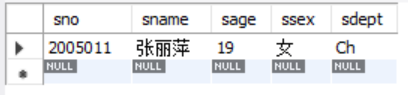 sno sname sage ssex sdept
2005011 张丽萍 19 女 Ch
NULL NULL NULL NULL NULL